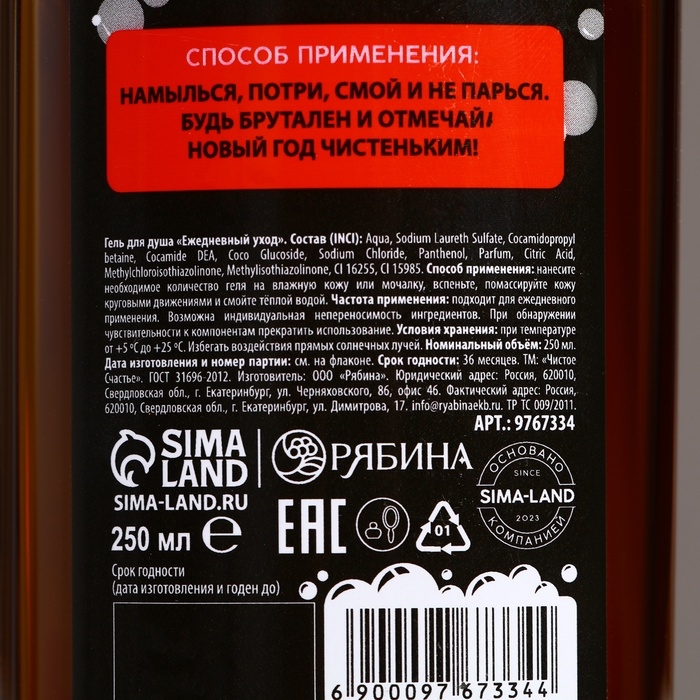 СПОСОБ ПРИМЕНЕНИЯ:
НАМЫЛЬСЯ, ПОТРИ, СМОЙ И НЕ ПАРЬСЯ.
БУДЬ БРУТАЛЕН И ОТМЕЧАЙ
НОВЫЙ ГОД ЧИСТЕНЬКИМ!
Гель для душа «Ежедневный уход». Состав (INCI): Aqua, Sodium Laureth Sulfate, Cocamidopropyl
betaine, Cocamide DEA, Coco Glucoside, Sodium Chloride, Panthenol, Parfum, Citric Acid,
Methylchloroisothiazolinone, Methylisothiazolinone, CI 16255, CI 15985. Способ применения: нанесите
необходимое количество геля на влажную кожу или мочалку, вспеньте, помассируйте кожу
круговыми движениями и смойте тёплой водой. Частота применения: подходит для ежедневного
применения. Возможна индивидуальная непереносимость ингредиентов. При обнаружении
чувствительности к компонентам прекратить использование. Условия хранения: при температуре
от +5 °C до +25 °C. Избегать воздействия прямых солнечных лучей. Номинальный объём: 250 мл.
Дата изготовления и номер партии: см. на флаконе. Срок годности: 36 месяцев. ТМ: «Чистое
Счастье». ГОСТ 31696-2012. Изготовитель: ООО «Рябина». Юридический адрес: Россия, 620010,
Свердловская обл., г. Екатеринбург, ул. Черняховского, 86, офис 46. Фактический адрес: Россия,
620010, Свердловская обл., г. Екатеринбург, ул. Димитрова, 17. info@ryabinaekb.ru. ТР ТС 009/2011.
АРТ.: 9767334
SIMA
LAND
SIMA-LAND.RU
РЯБИНА
ОСНОВАНО
SINCE
SIMA-LAND
2023
КОМПАНИЕЙ
250 мл ℮
EAC
01
Срок годности
(дата изготовления и годен до)
6 900097 673344